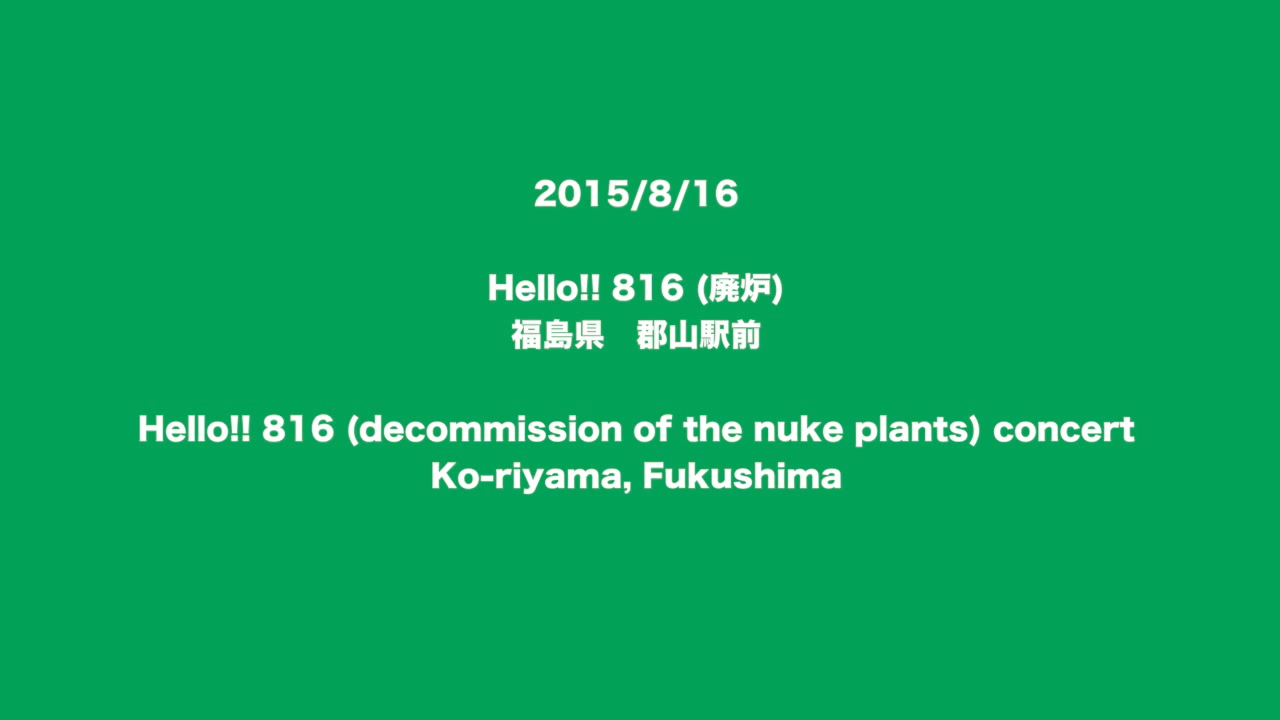 2015/8/16
Hello!! 816 (廃炉)
福島県　郡山駅前
Hello!! 816 (decommission of the nuke plants) concert
Ko-riyama, Fukushima